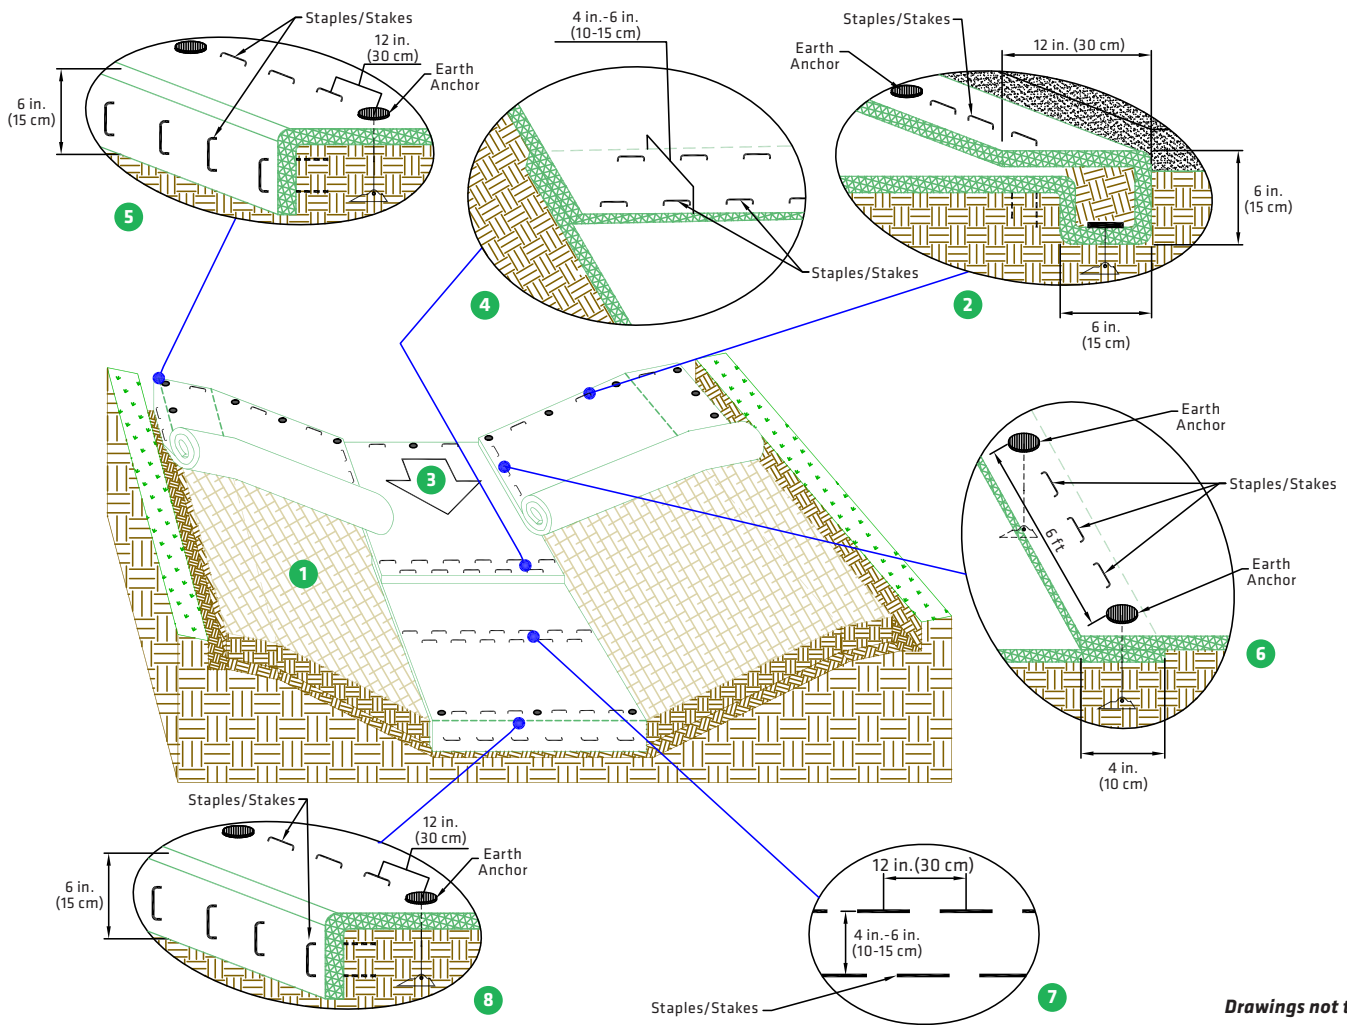 Staples/Stakes
12 in.
(30 cm)
Earth
Anchor
6 in.
(15 cm)
5
4 in.-6 in.
(10-15 cm)
Staples/Stakes
4
Staples/Stakes
Earth
Anchor
12 in. (30 cm)
6 in.
(15 cm)
6 in.
(15 cm)
2
3
1
Earth
Anchor
Staples/Stakes
6 ft
Earth
Anchor
4 in.
(10 cm)
6
Staples/Stakes
12 in.
(30 cm)
Earth
Anchor
6 in.
(15 cm)
8
12 in.(30 cm)
4 in.-6 in.
(10-15 cm)
Staples/Stakes
7
Drawings not t